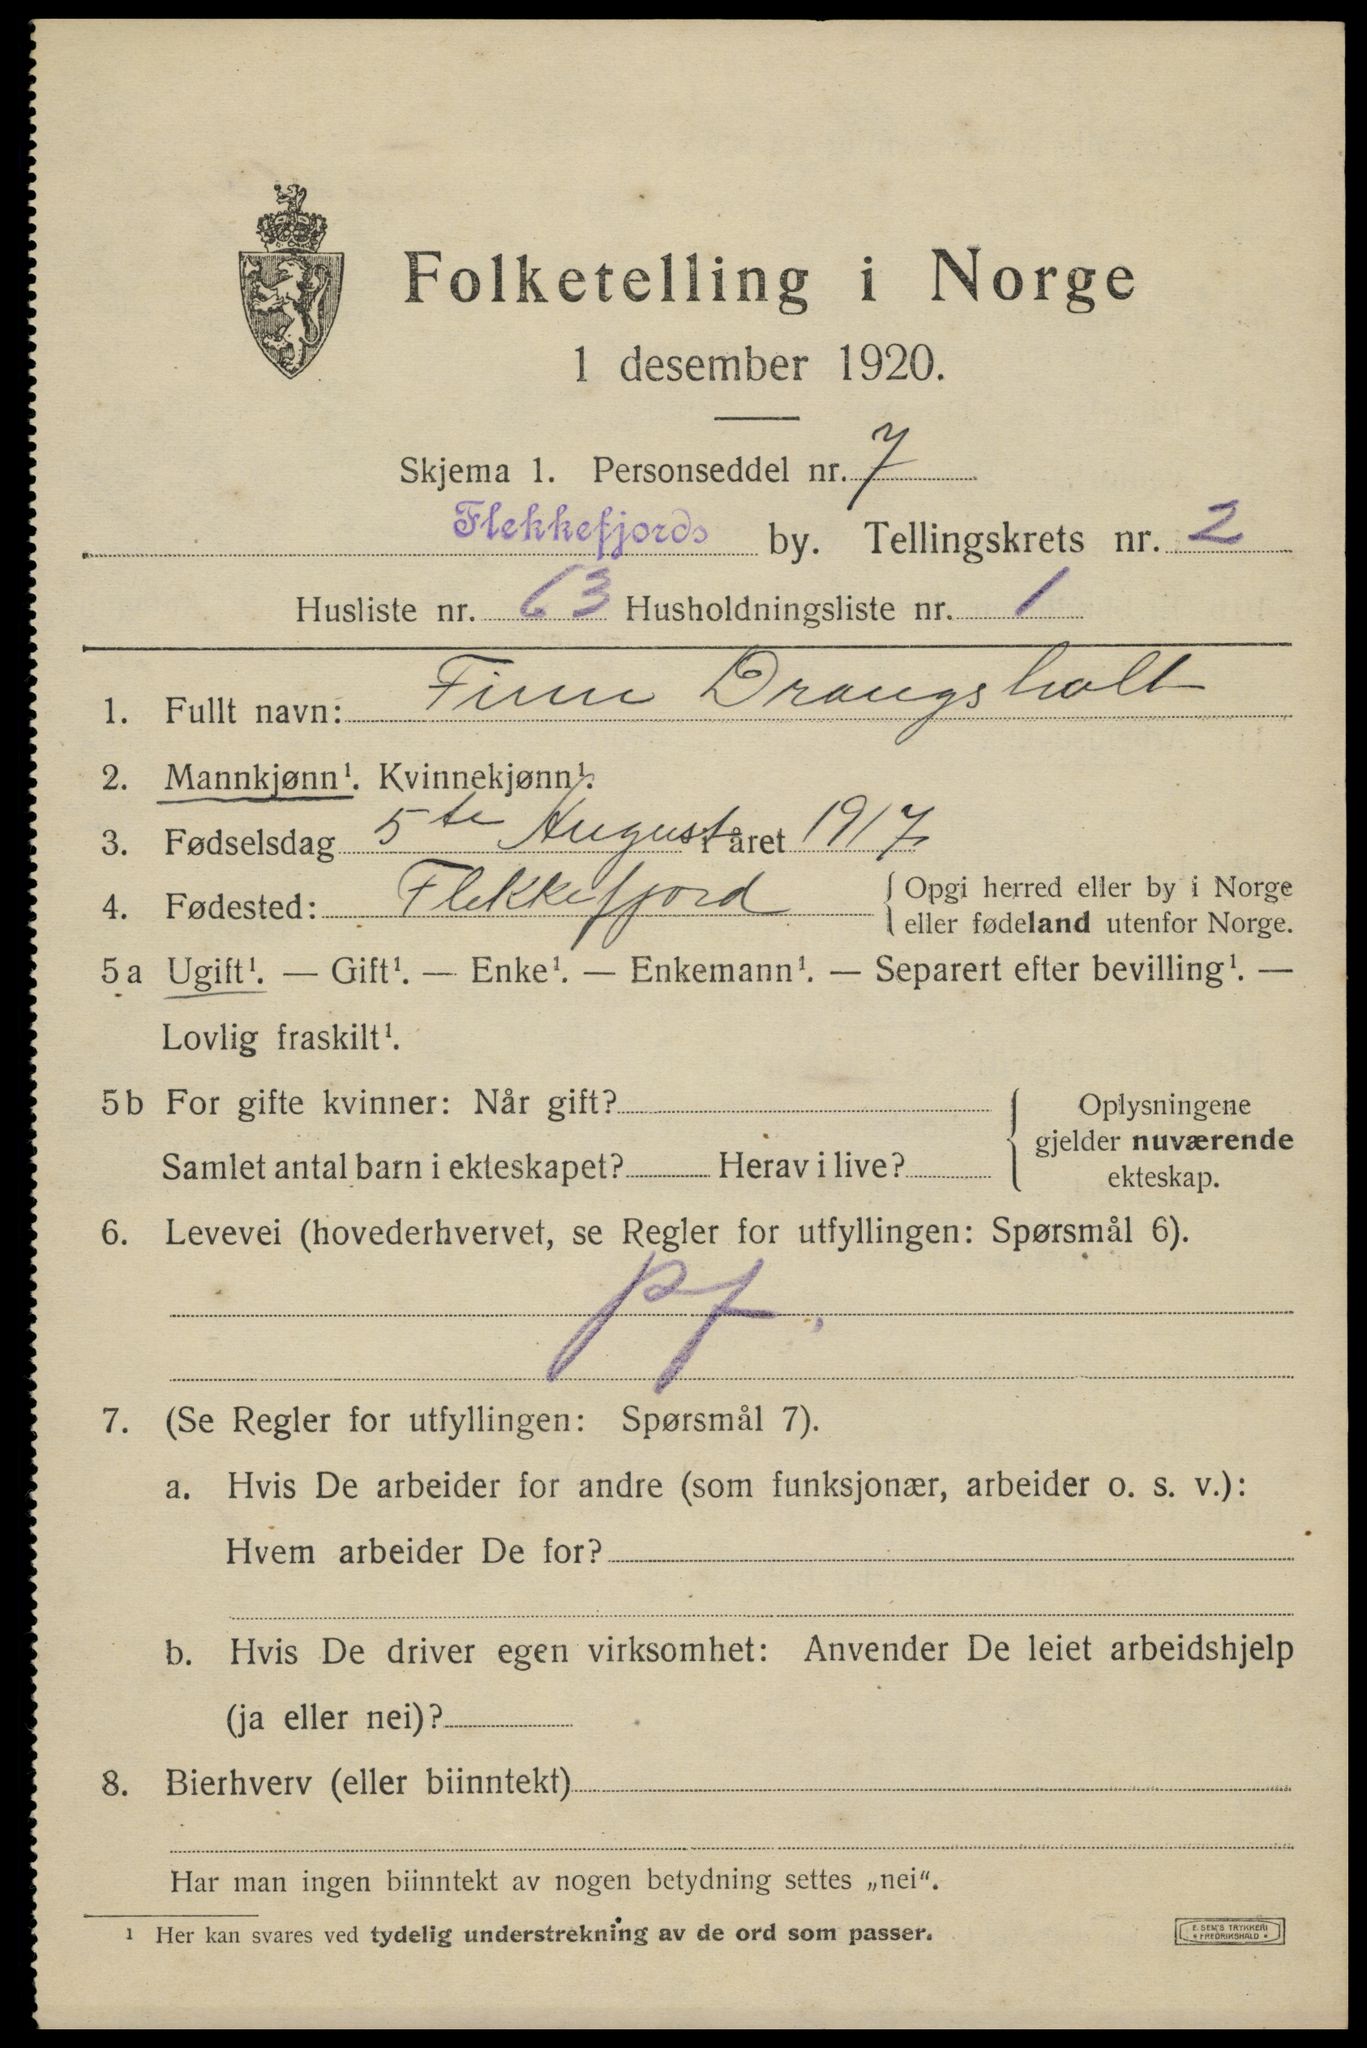 Folketelling i Norge
1 desember 1920.
Skjema 1. Personseddel nr. 7
Flekkefjords by. Tellingskrets nr. 2
Husliste nr. 63 Husholdningsliste nr. 1
1. Fullt navn: Finn Drangsholt
2. Mannkjønn¹. Kvinnekjønn¹.
3. Fødselsdag 5te August i året 1917
4. Fødested: Flekkefjord { Opgi herred eller by i Norge
eller fødeland utenfor Norge.
5a Ugift¹. — Gift¹. — Enke¹. — Enkemann¹. — Separert efter bevilling¹. —
Lovlig fraskilt¹.
5b For gifte kvinner: Når gift?
Samlet antal barn i ekteskapet? Herav i live?
Oplysningene
gjelder nuværende
ekteskap.
6. Levevei (hovederhvervet, se Regler for utfyllingen: Spørsmål 6).
pf.
7. (Se Regler for utfyllingen: Spørsmål 7).
a. Hvis De arbeider for andre (som funksjonær, arbeider o. s. v.):
Hvem arbeider De for?
b. Hvis De driver egen virksomhet: Anvender De leiet arbeidshjelp
(ja eller nei)?
8. Bierhverv (eller biinntekt)
Har man ingen biinntekt av nogen betydning settes „nei“.
¹ Her kan svares ved tydelig understrekning av de ord som passer.
E. SEM'S TRYKKERI
* FREDRIKSHALD *